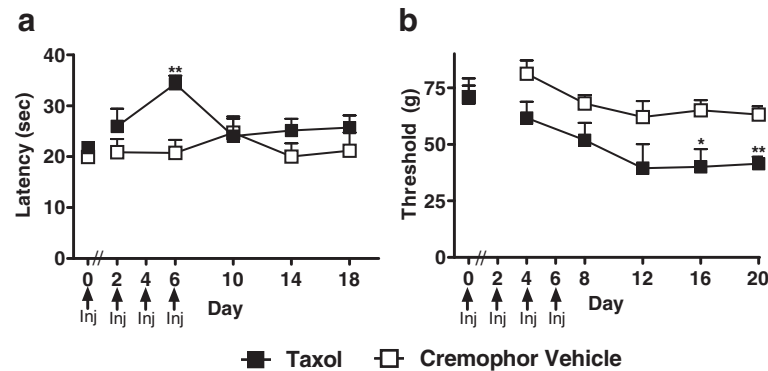 a
b
40
30
20
10
0
Latency (sec)
**
0 // 2 4 6 10 14 18
Inj Inj Inj Inj
Day
75
50
25
0
Threshold (g)
*
**
0 // 2 4 6 8 12 16 20
Inj Inj Inj Inj
Day
Taxol
Cremophor Vehicle